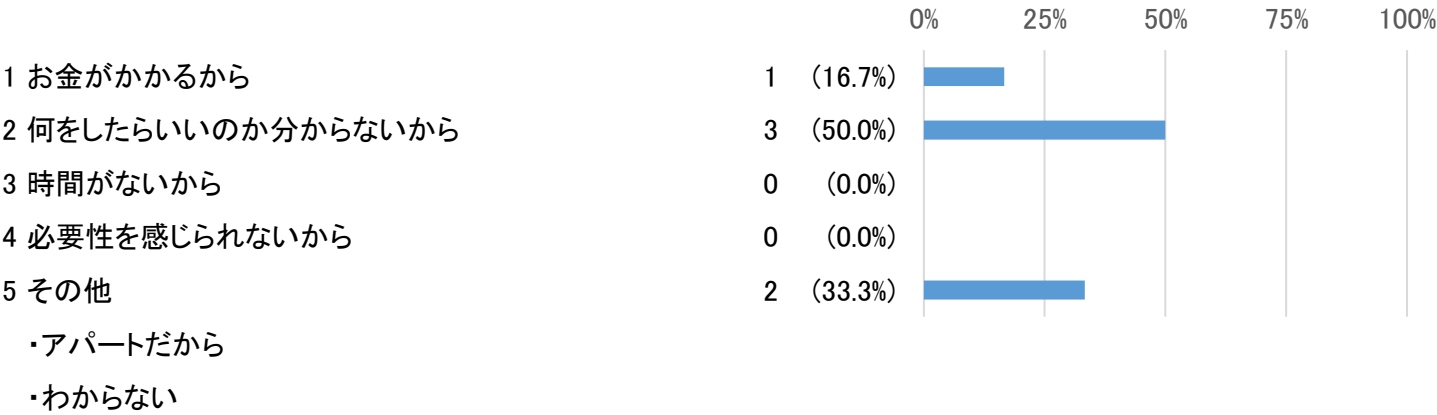 0% 25% 50% 75% 100%
1 お金がかかるから 1 (16.7%)
2 何をしたらいいのか分からないから 3 (50.0%)
3 時間がないから 0 (0.0%)
4 必要性を感じられないから 0 (0.0%)
5 その他 2 (33.3%)
・アパートだから
・わからない